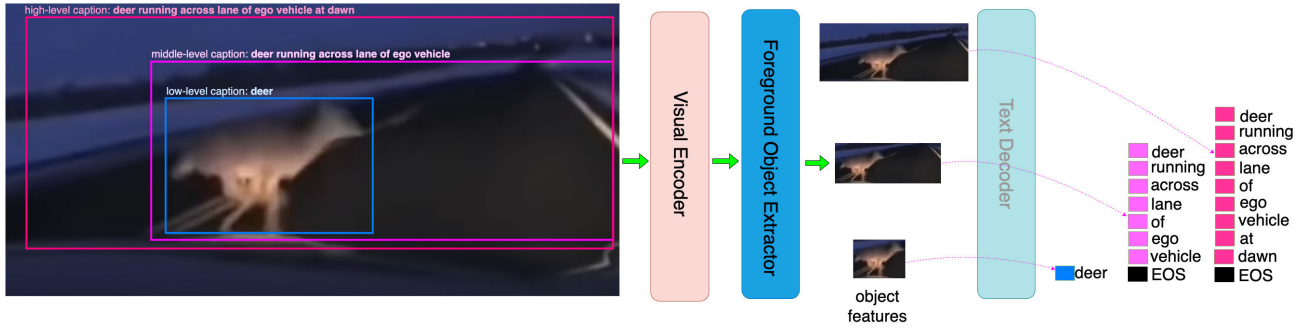 high-level caption: deer running across lane of ego vehicle at dawn
middle-level caption: deer running across lane of ego vehicle
low-level caption: deer
Visual Encoder
Foreground Object Extractor
object
features
Text Decoder
deer
deer
running
across
lane
of
ego
vehicle
EOS
deer
running
across
lane
of
ego
vehicle
at
dawn
EOS